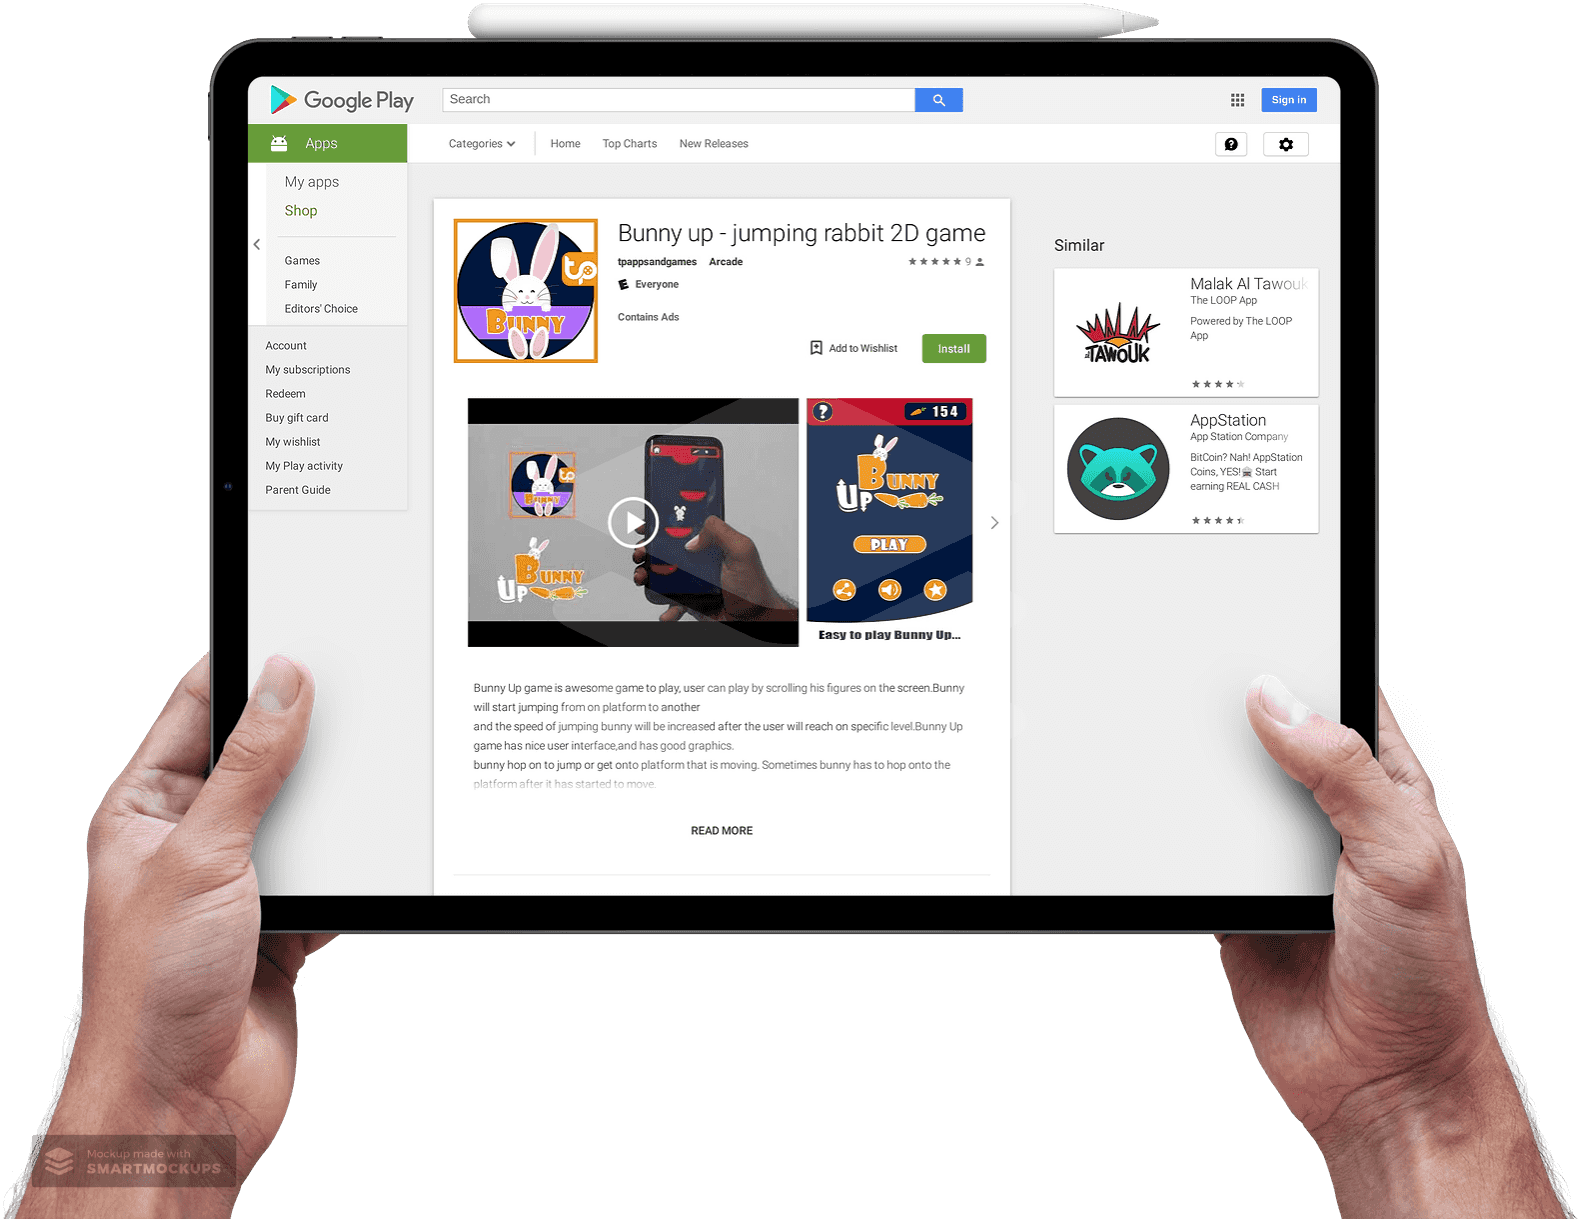 Google Play
Search
Sign in
Apps
Categories
Home
Top Charts
New Releases
My apps
Shop
Games
Family
Editors' Choice
Account
My subscriptions
Redeem
Buy gift card
My wishlist
My Play activity
Parent Guide
tp
BUNNY
Bunny up - jumping rabbit 2D game
tpappsandgames Arcade
9
Everyone
Contains Ads
Add to Wishlist
Install
tp
BUNNY
BUNNY
UP
?
154
BUNNY
UP
PLAY
Easy to play Bunny Up...
Bunny Up game is awesome game to play, user can play by scrolling his figures on the screen.Bunny
will start jumping from on platform to another
and the speed of jumping bunny will be increased after the user will reach on specific level.Bunny Up
game has nice user interface,and has good graphics.
bunny hop on to jump or get onto platform that is moving. Sometimes bunny has to hop onto the
platform after it has started to move.
READ MORE
Similar
Malak Al Tawouk
The LOOP App
Powered by The LOOP
App
TAWOUK
AppStation
App Station Company
BitCoin? Nah! AppStation
Coins, YES! Start
earning REAL CASH
Mockup made with
SMARTMOCKUPS